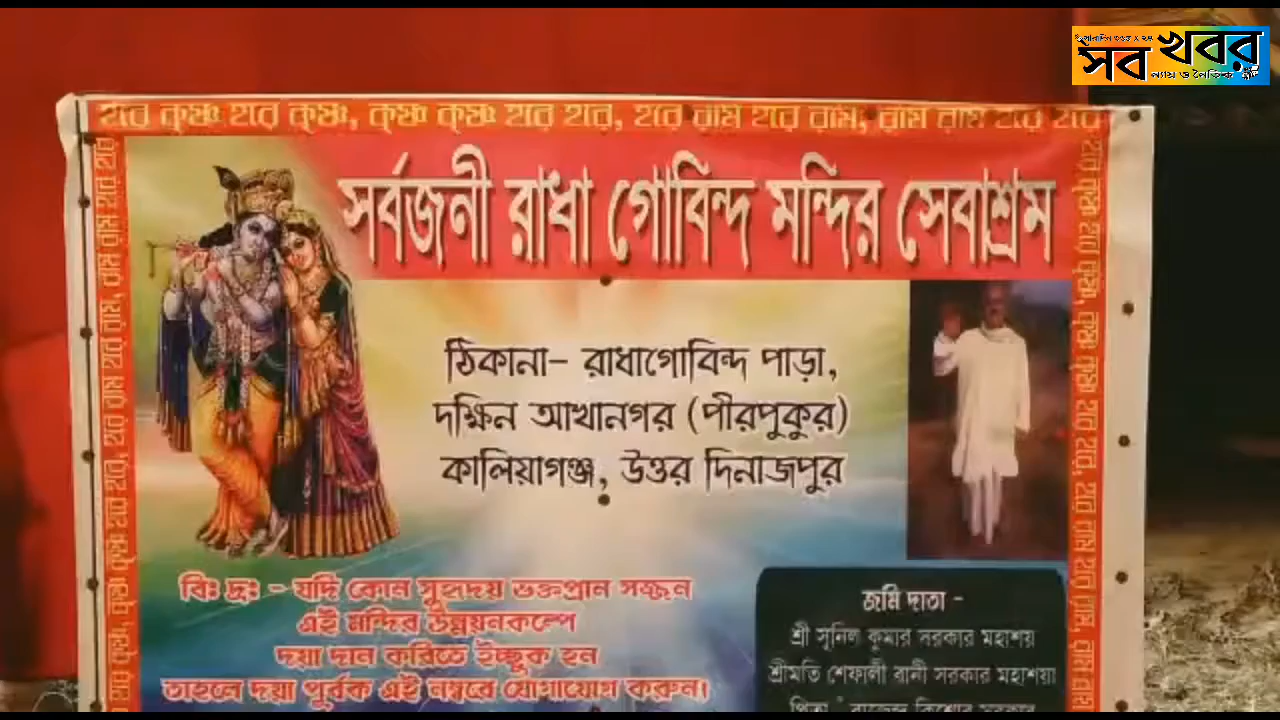 সব খবর
ন্যায় ও নৈতিক
হরে কৃষ্ণ হরে কৃষ্ণ, কৃষ্ণ কৃষ্ণ হরে হরে, হরে রাম হরে রাম, রাম রাম হরে হরে
সর্বজনী রাধা গোবিন্দ মন্দির সেবাশ্রম
ঠিকানা- রাধাগোবিন্দ পাড়া,
দক্ষিন আখানগর (পীরপুকুর)
কালিয়াগঞ্জ, উত্তর দিনাজপুর
বিঃ দ্রঃ - যদি কোন সুহৃদয় ভক্তপ্রান সজ্জন
এই মন্দির উন্নয়নকল্পে
দয়া দান করিতে ইচ্ছুক হন
তাহলে দয়া পূর্বক এই নম্বরে যোগাযোগ করুন।
জমি দাতা -
শ্রী সুনিল কুমার সরকার মহাশয়
শ্রীমতি শেফালী রানী সরকার মহাশয়া
পিতা ঁ রাজেন্দ্র কিশোর সরকার